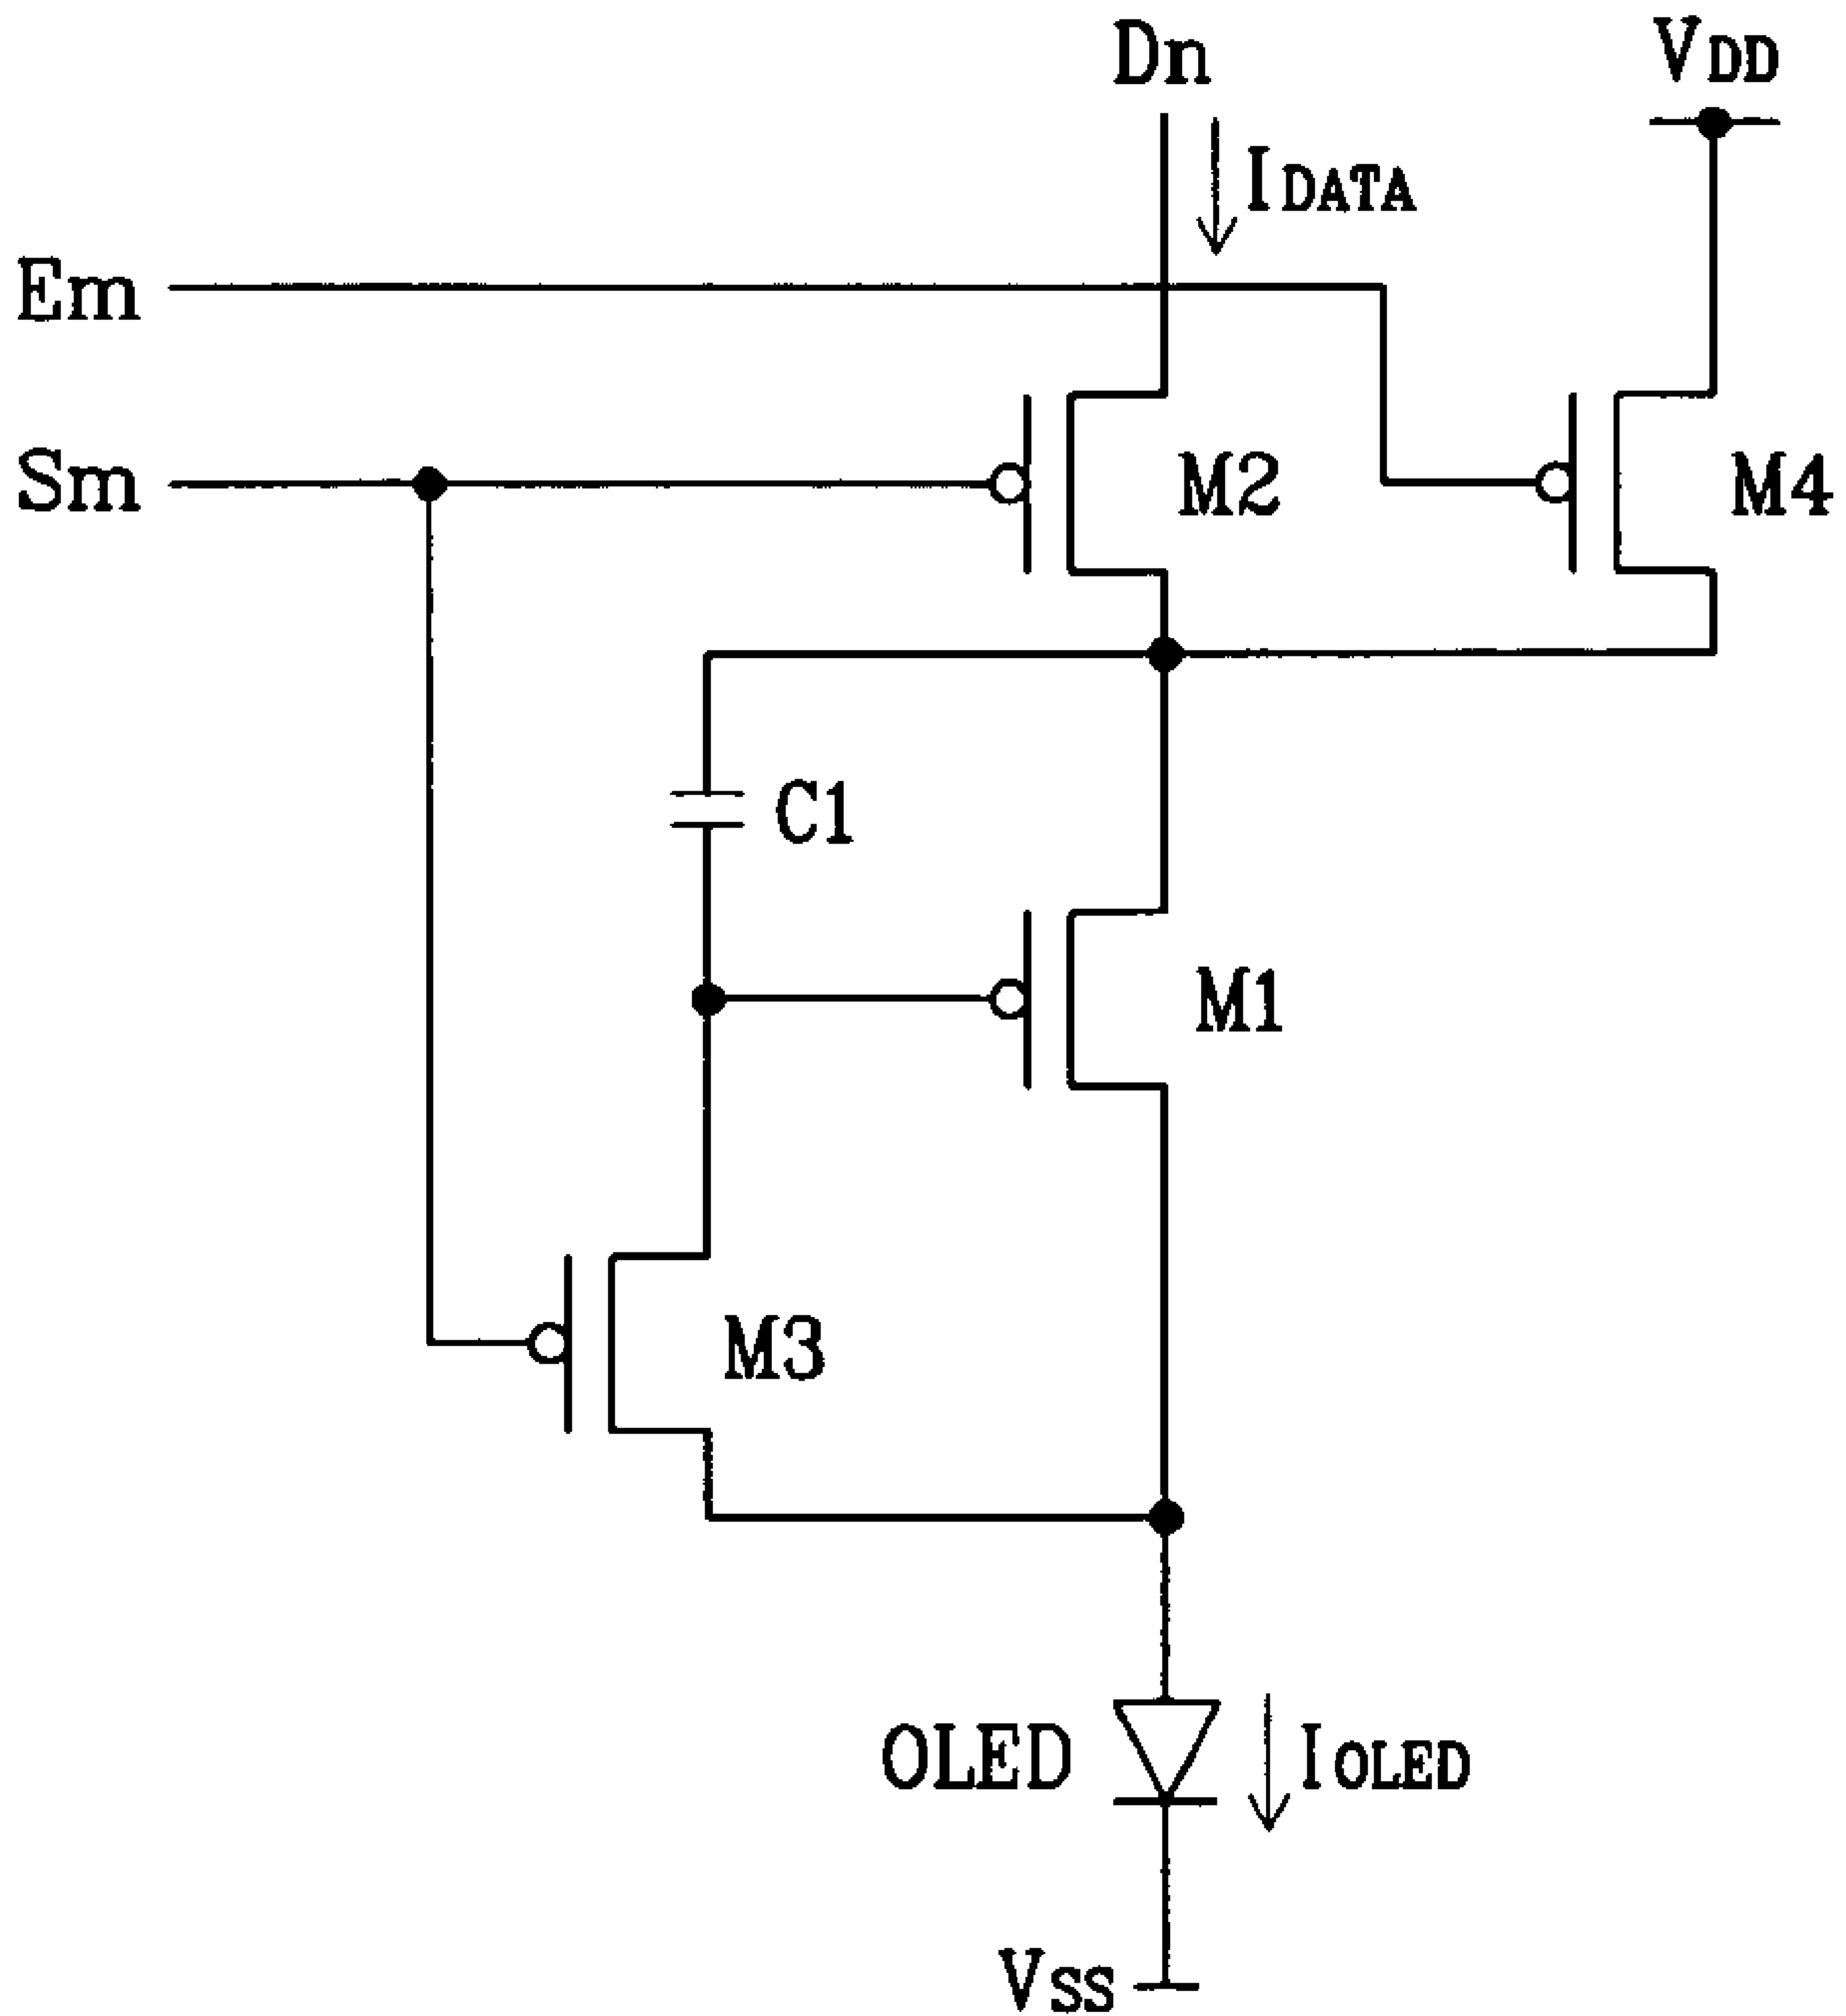 Dn
VDD
IDATA
Em
Sm
M2
M4
C1
M1
M3
OLED
IOLED
VSS